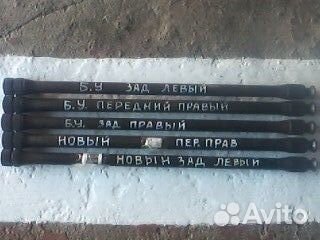 Б.У ЗАД ЛЕВЫЙ
Б.У. ПЕРЕДНИЙ ПРАВЫЙ
Б.У. ЗАД ПРАВЫЙ
НОВЫЙ ПЕР.ПРАВ
НОВЫЙ ЗАД ЛЕВЫЙ
Avito